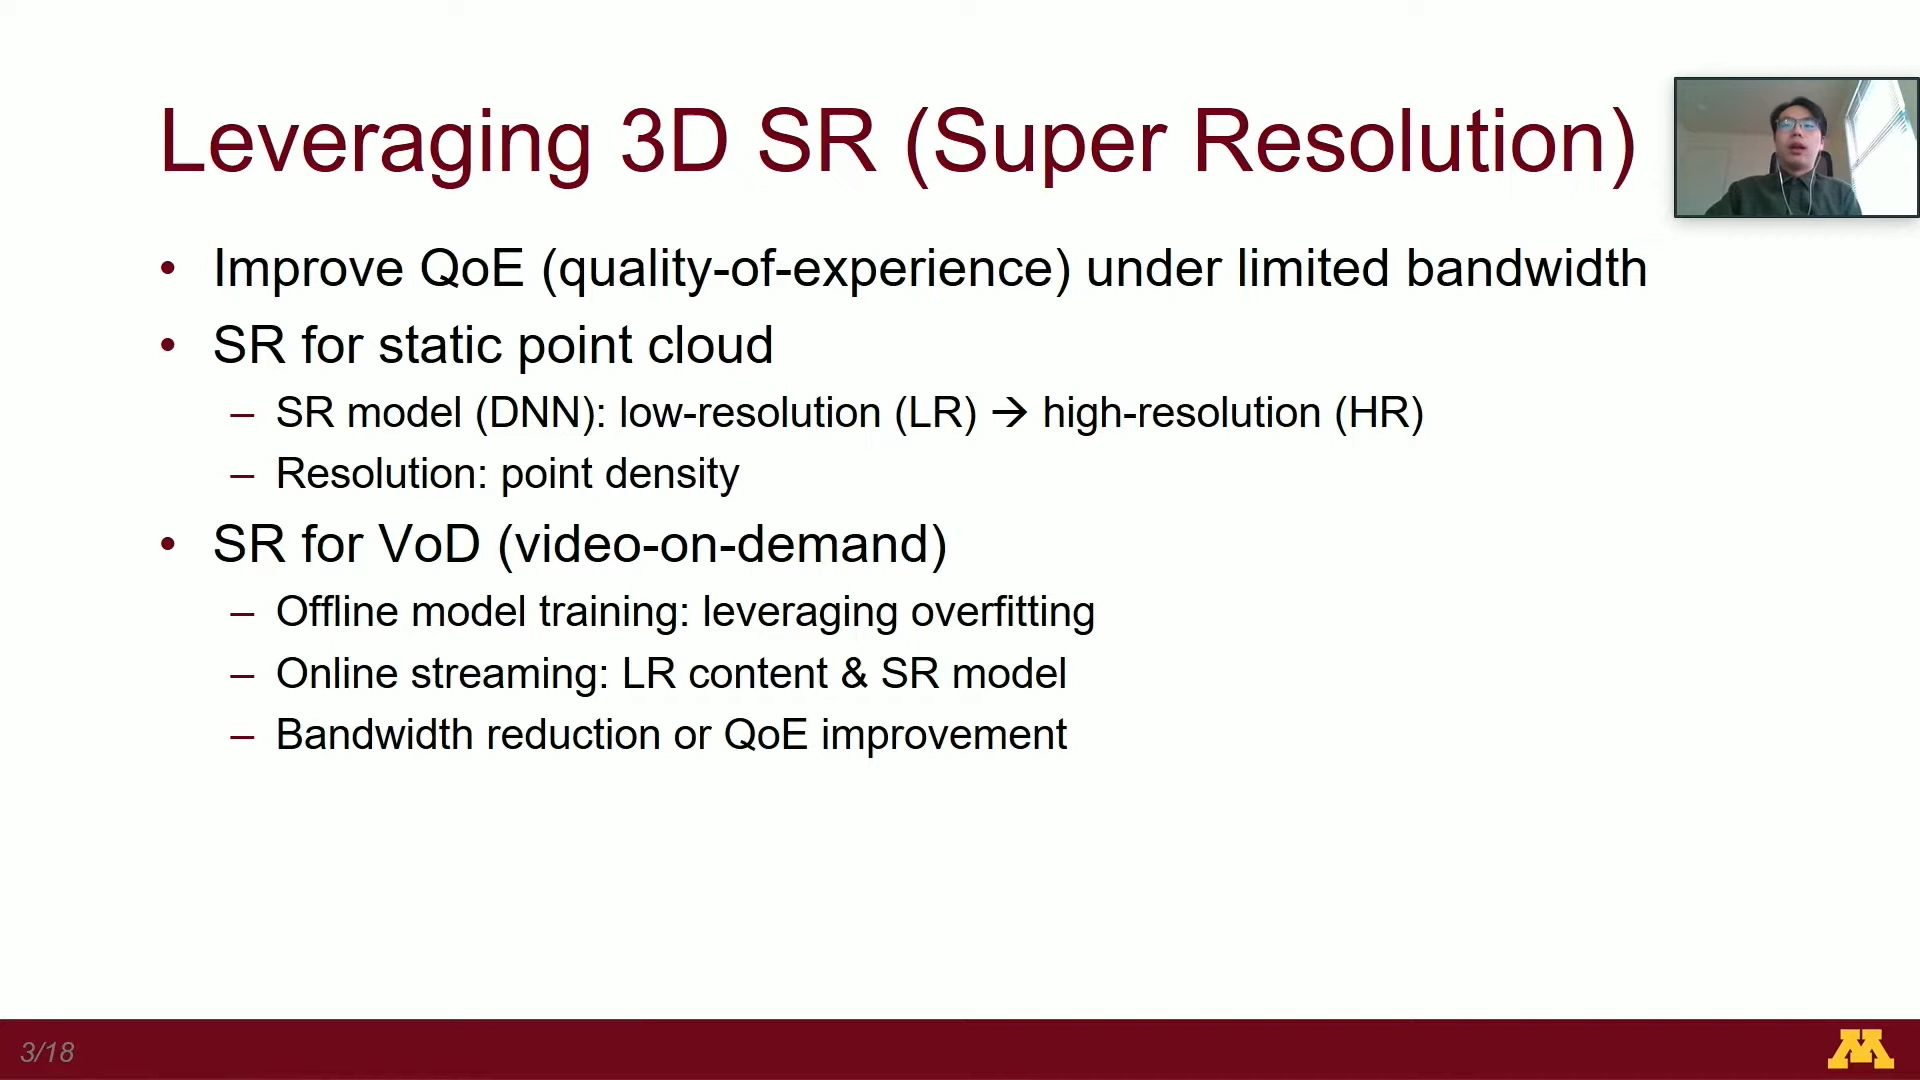 Leveraging 3D SR (Super Resolution)
• Improve QoE (quality-of-experience) under limited bandwidth
• SR for static point cloud
– SR model (DNN): low-resolution (LR) → high-resolution (HR)
– Resolution: point density
• SR for VoD (video-on-demand)
– Offline model training: leveraging overfitting
– Online streaming: LR content & SR model
– Bandwidth reduction or QoE improvement
3/18
M